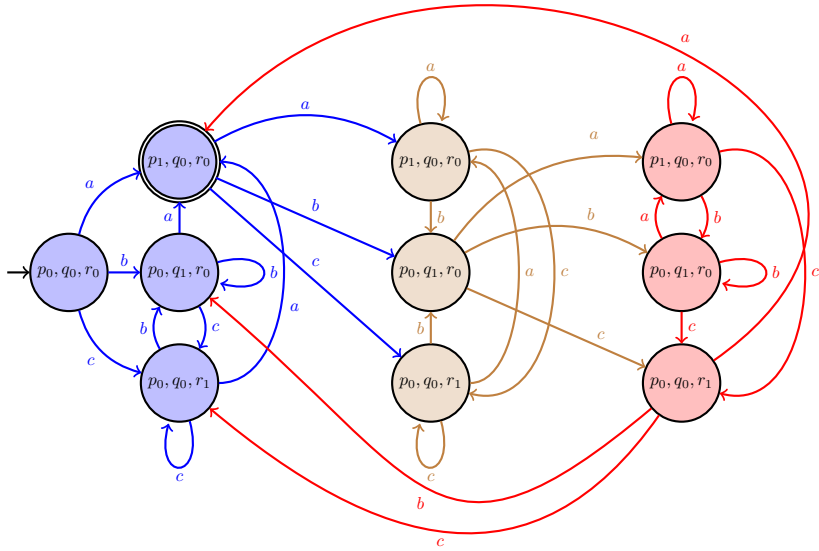 a
a
a
a
p₁, q₀, r₀
p₁, q₀, r₀
p₁, q₀, r₀
a
a
b
b
b
a
a
b
c
p₀, q₀, r₀
b
p₀, q₁, r₀
b
p₀, q₁, r₀
a
c
p₀, q₁, r₀
b
c
a
b
c
b
c
c
c
p₀, q₀, r₁
p₀, q₀, r₁
p₀, q₀, r₁
c
c
b
c